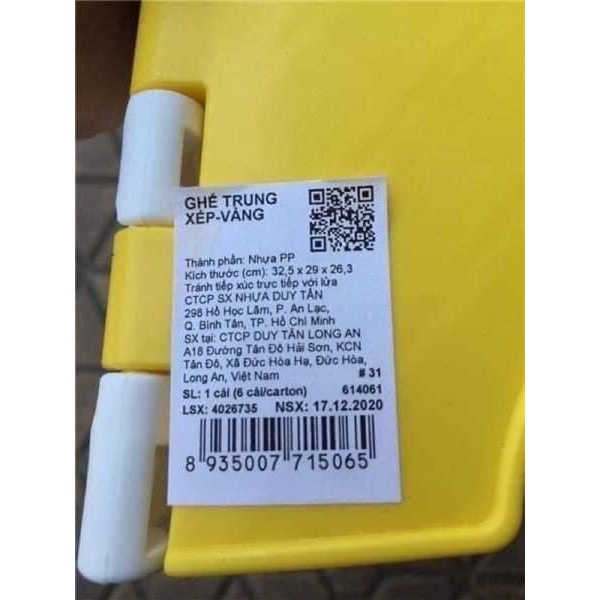 GHẾ TRUNG
XẾP-VÀNG
Thành phần: Nhựa PP
Kích thước (cm): 32,5 x 29 x 26,3
Tránh tiếp xúc trực tiếp với lửa
CTCP SX NHỰA DUY TÂN
298 Hồ Học Lãm, P. An Lạc,
Q. Bình Tân, TP. Hồ Chí Minh
SX tại: CTCP DUY TÂN LONG AN
A18 Đường Tân Đô Hải Sơn, KCN
Tân Đô, Xã Đức Hòa Hạ, Đức Hòa,
Long An, Việt Nam # 31
SL: 1 cái (6 cái/carton) 614061
LSX: 4026735 NSX: 17.12.2020
8 935007 715065